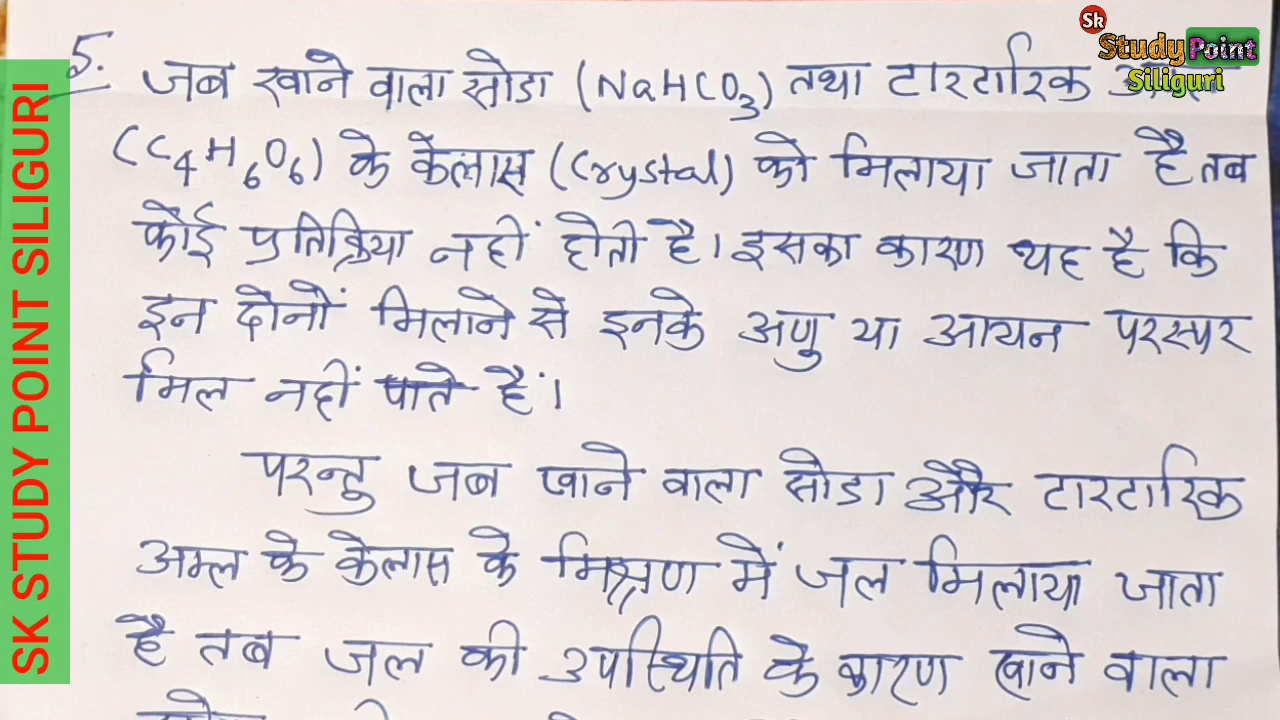 Sk
Study Point
Siliguri
SK STUDY POINT SILIGURI
5. जब खाने वाला सोडा (NaHCO3) तथा टारटारिक
(C4H6O6) के केलास (Crystal) को मिलाया जाता है तब
कोई प्रतिक्रिया नहीं होती है। इसका कारण यह है कि
इन दोनों मिलाने से इनके अणु या आयन परस्पर
मिल नहीं पाते हैं।
परन्तु जब खाने वाला सोडा और टारटारिक
अम्ल के केलास के मिश्रण में जल मिलाया जाता
है तब जल की उपस्थिति के कारण खाने वाला